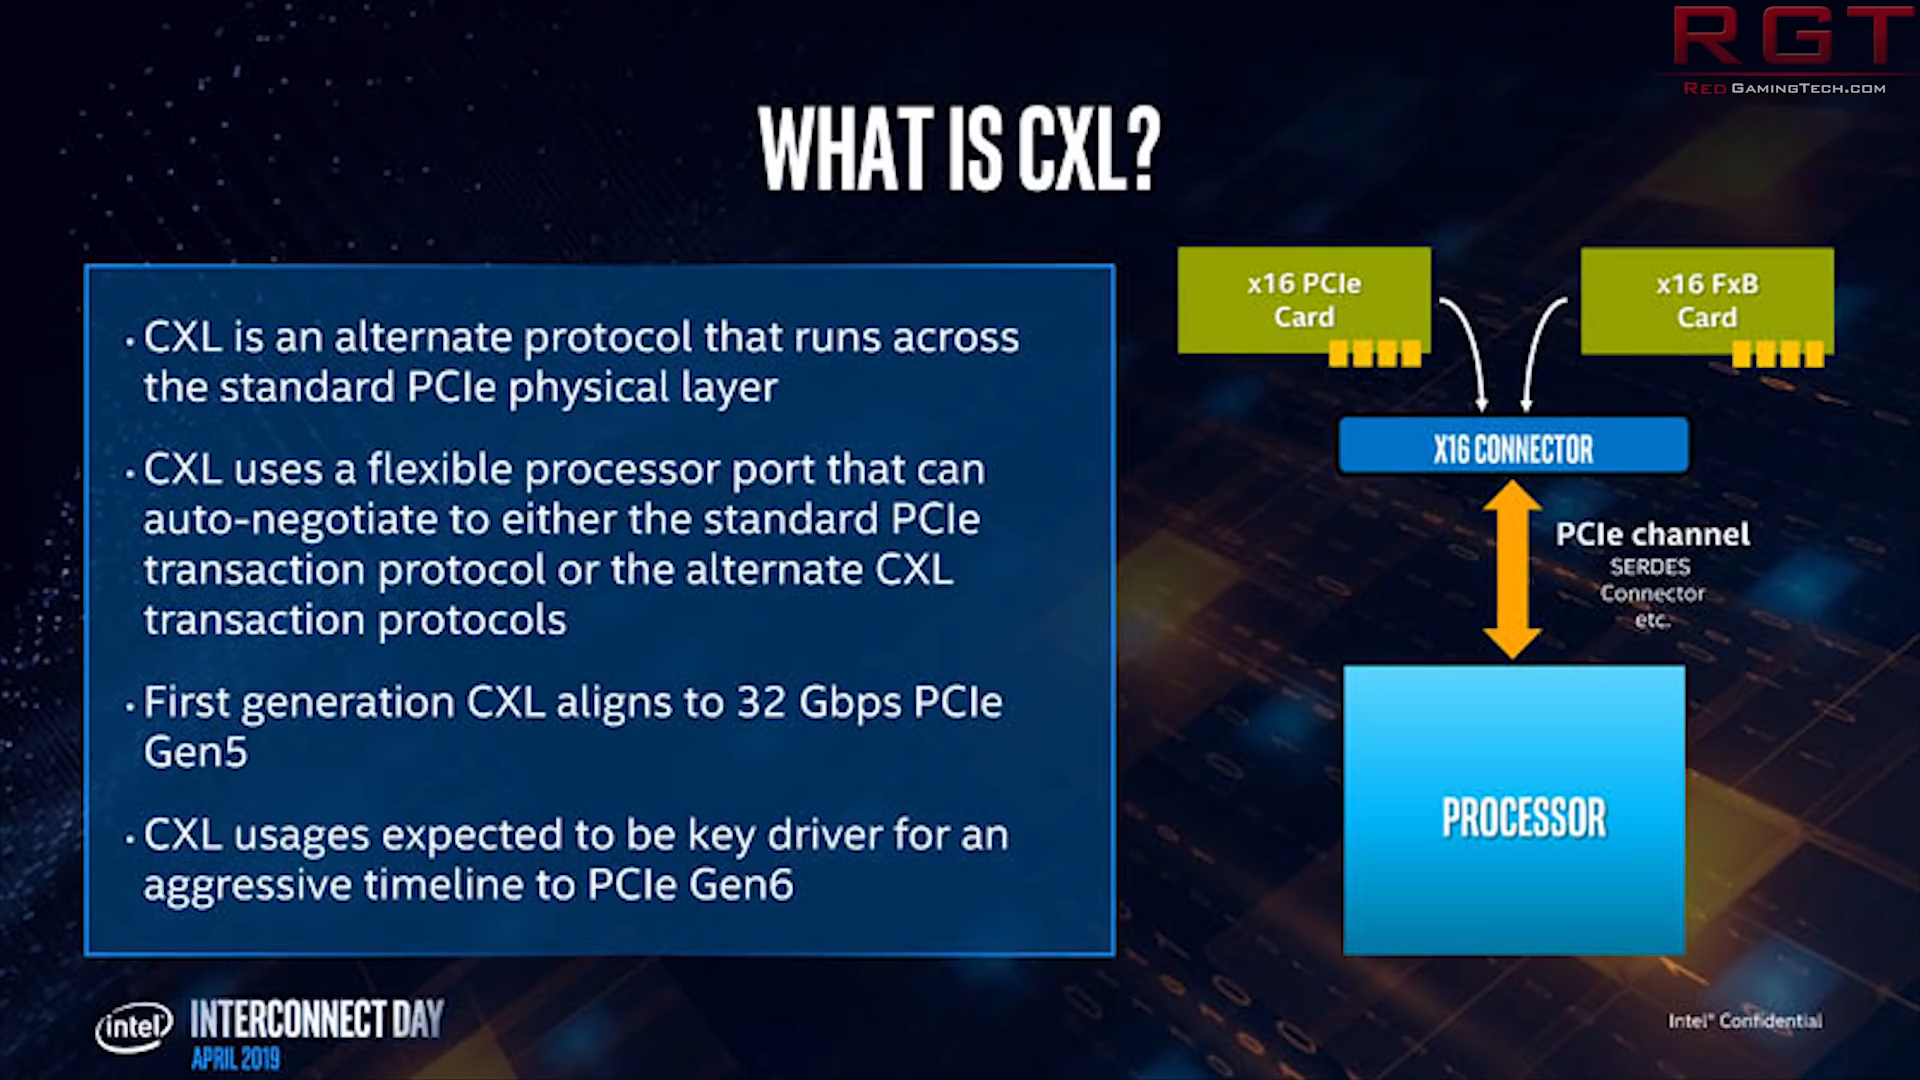 RGT
RED GAMINGTECH.COM
WHAT IS CXL?
• CXL is an alternate protocol that runs across
the standard PCIe physical layer
• CXL uses a flexible processor port that can
auto-negotiate to either the standard PCIe
transaction protocol or the alternate CXL
transaction protocols
• First generation CXL aligns to 32 Gbps PCIe
Gen5
• CXL usages expected to be key driver for an
aggressive timeline to PCIe Gen6
x16 PCIe
Card
x16 FxB
Card
X16 CONNECTOR
PCIe channel
SERDES
Connector
etc.
PROCESSOR
intel INTERCONNECT DAY
APRIL 2019
Intel® Confidential